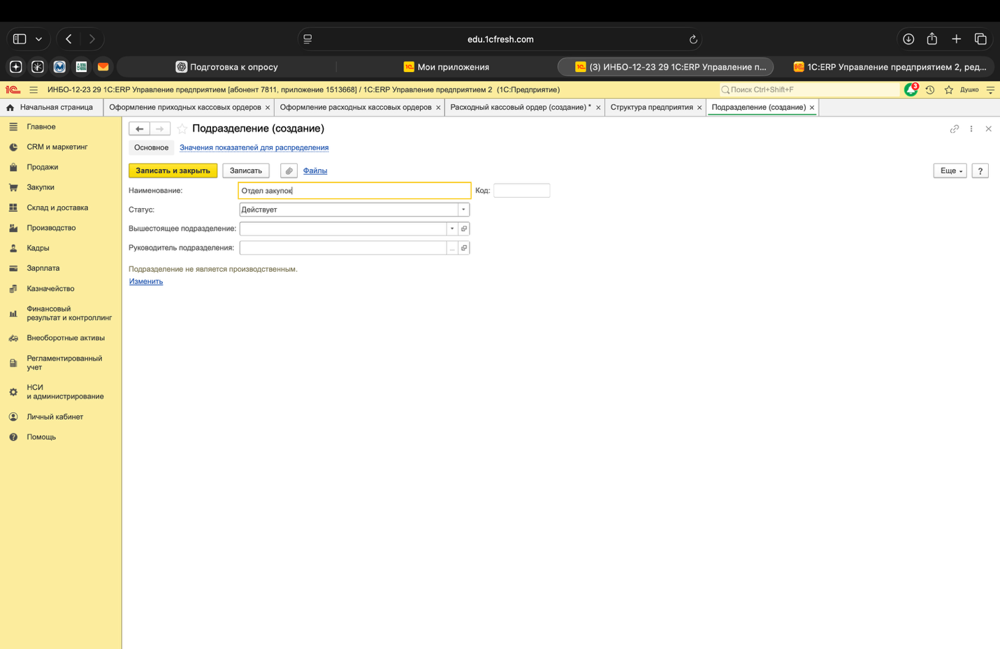 edu.1cfresh.com
Подготовка к опросу
Мои приложения
(3) ИНБО-12-23 29 1С:ERP Управление п...
1С:ERP Управление предприятием 2, ред...
ИНБО-12-23 29 1С:ERP Управление предприятием [абонент 7811, приложение 1513668] / 1С:ERP Управление предприятием 2 (1С:Предприятие)
Поиск Ctrl+Shift+F
3
Душко
Начальная страница
Оформление приходных кассовых ордеров ×
Оформление расходных кассовых ордеров ×
Расходный кассовый ордер (создание) * ×
Структура предприятия ×
Подразделение (создание) ×
Главное
CRM и маркетинг
Продажи
Закупки
Склад и доставка
Производство
Кадры
Зарплата
Казначейство
Финансовый
результат и контроллинг
Внеоборотные активы
Регламентированный
учет
НСИ
и администрирование
Личный кабинет
Помощь
Подразделение (создание)
Основное
Значения показателей для распределения
Записать и закрыть
Записать
Файлы
Еще
?
Наименование: Отдел закупок
Код:
Статус: Действует
Вышестоящее подразделение:
Руководитель подразделения:
...
Подразделение не является производственным.
Изменить